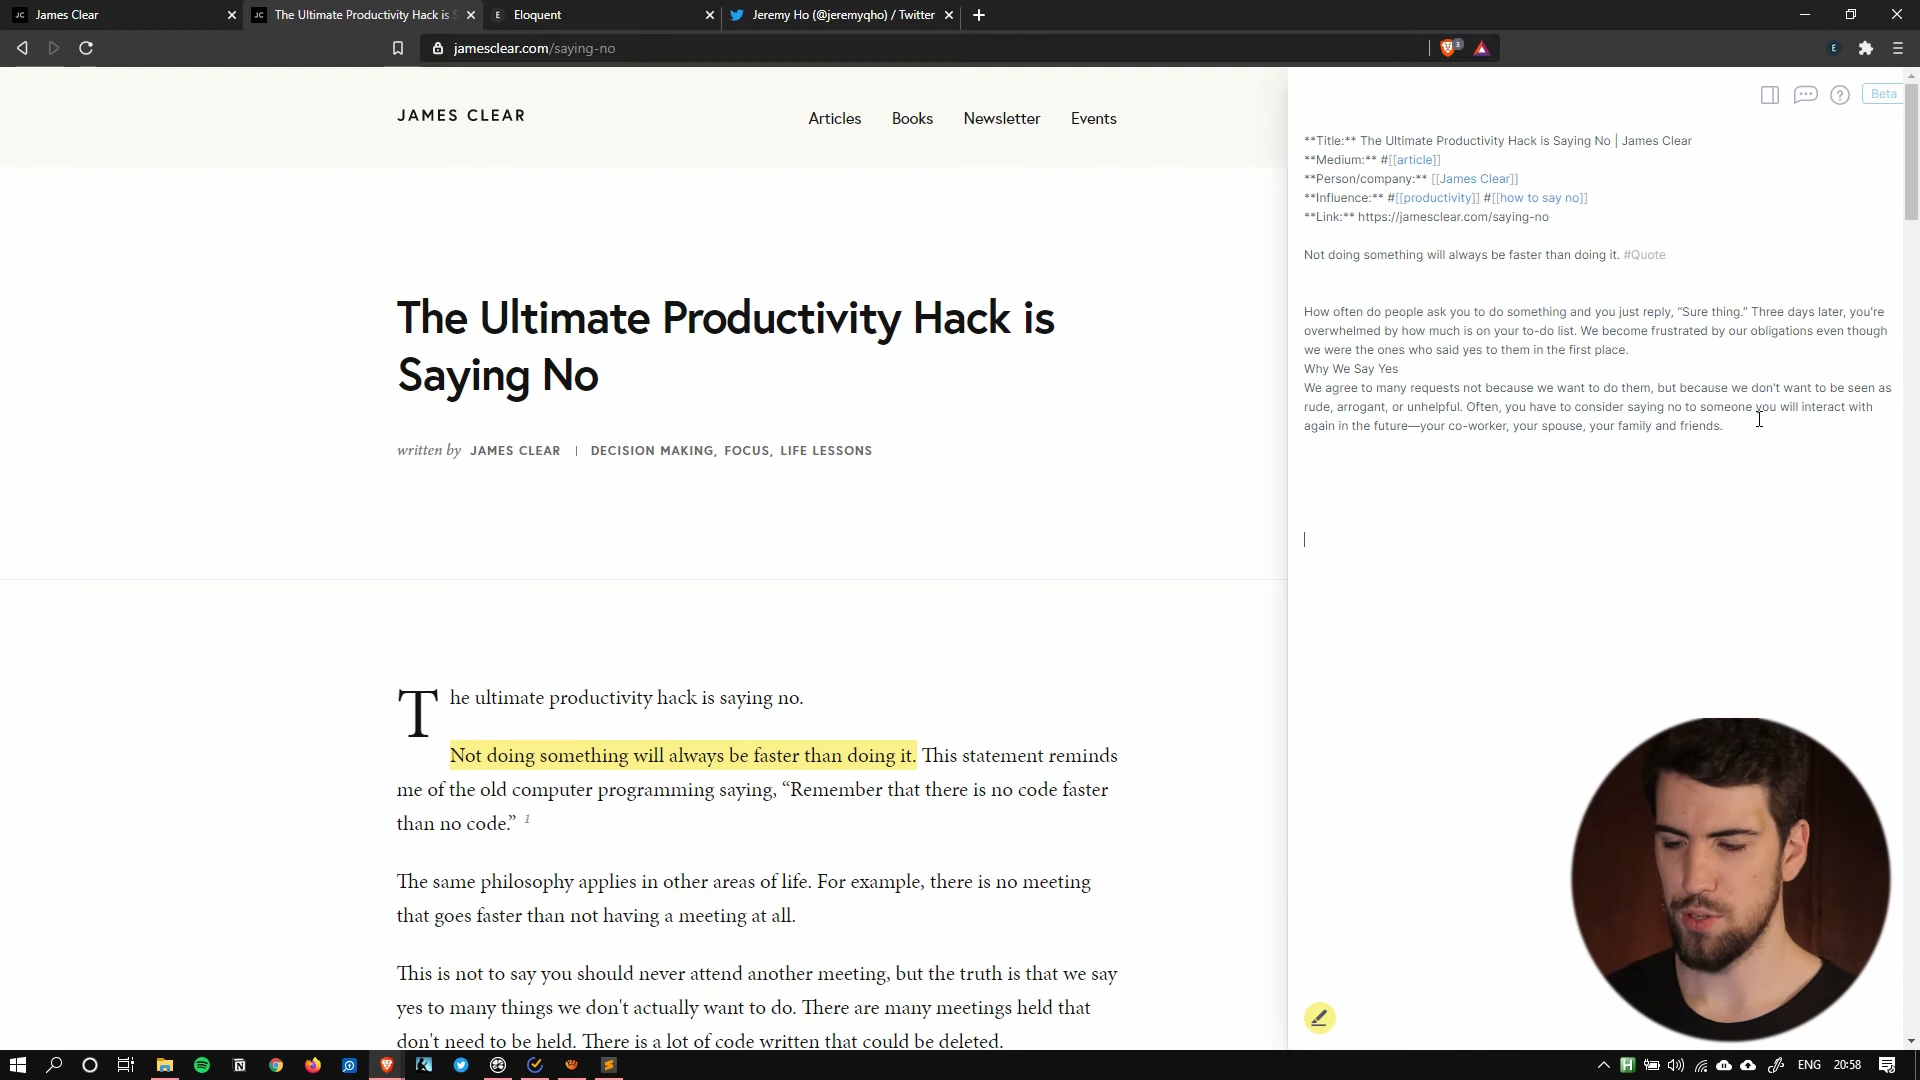 James Clear
The Ultimate Productivity Hack is S
Eloquent
Jeremy Ho (@jeremyqho) / Twitter
jamesclear.com/saying-no
JAMES CLEAR
Articles
Books
Newsletter
Events
The Ultimate Productivity Hack is
Saying No
written by JAMES CLEAR | DECISION MAKING, FOCUS, LIFE LESSONS
The ultimate productivity hack is saying no.
Not doing something will always be faster than doing it. This statement reminds
me of the old computer programming saying, “Remember that there is no code faster
than no code.” 1
The same philosophy applies in other areas of life. For example, there is no meeting
that goes faster than not having a meeting at all.
This is not to say you should never attend another meeting, but the truth is that we say
yes to many things we don't actually want to do. There are many meetings held that
don't need to be held. There is a lot of code written that could be deleted.
Beta
**Title:** The Ultimate Productivity Hack is Saying No | James Clear
**Medium:** #[[article]]
**Person/company:** [[James Clear]]
**Influence:** #[[productivity]] #[[how to say no]]
**Link:** https://jamesclear.com/saying-no
Not doing something will always be faster than doing it. #Quote
How often do people ask you to do something and you just reply, “Sure thing.” Three days later, you're
overwhelmed by how much is on your to-do list. We become frustrated by our obligations even though
we were the ones who said yes to them in the first place.
Why We Say Yes
We agree to many requests not because we want to do them, but because we don't want to be seen as
rude, arrogant, or unhelpful. Often, you have to consider saying no to someone you will interact with
again in the future—your co-worker, your spouse, your family and friends.
ENG
20:58